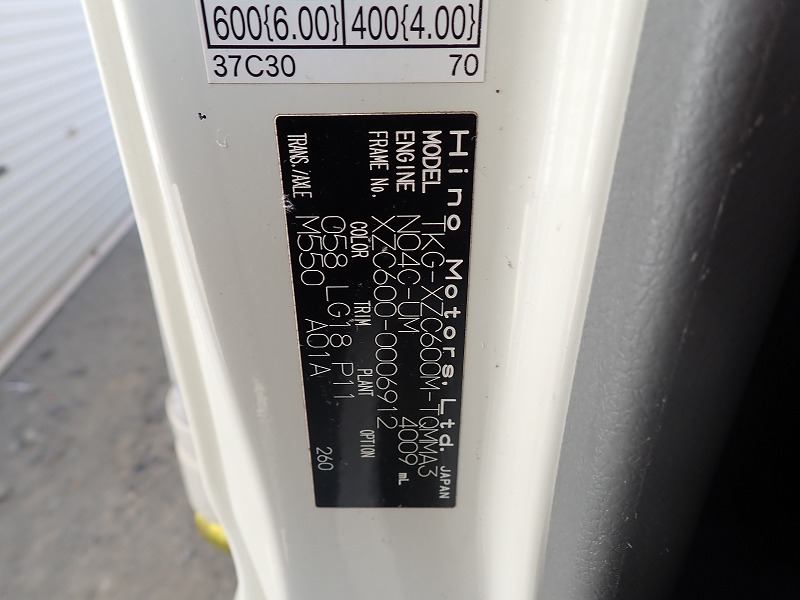 600{6.00} 400{4.00}
37C30 70
Hino Motors, Ltd. JAPAN
MODEL TKG-XZC600M-TQMMA3
ENGINE N04C-UM 4009 mL
FRAME No. XZC600-0006912
COLOR TRIM PLANT OPTION
058 LG18 P11
TRANS./AXLE M550 A01A
260